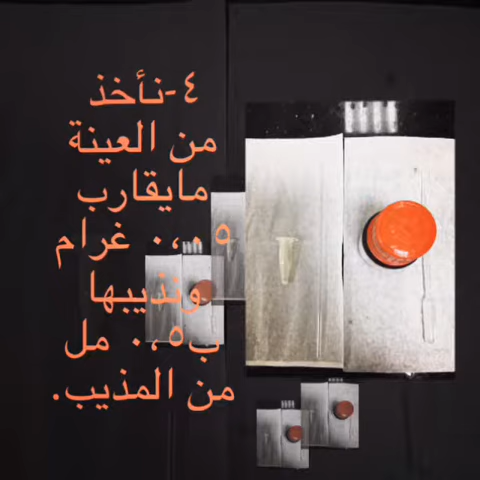 ٤-نأخذ
من العينة
مايقارب
٠،٠٥ غرام
ونذيبها
ب٠،٥ مل
من المذيب.